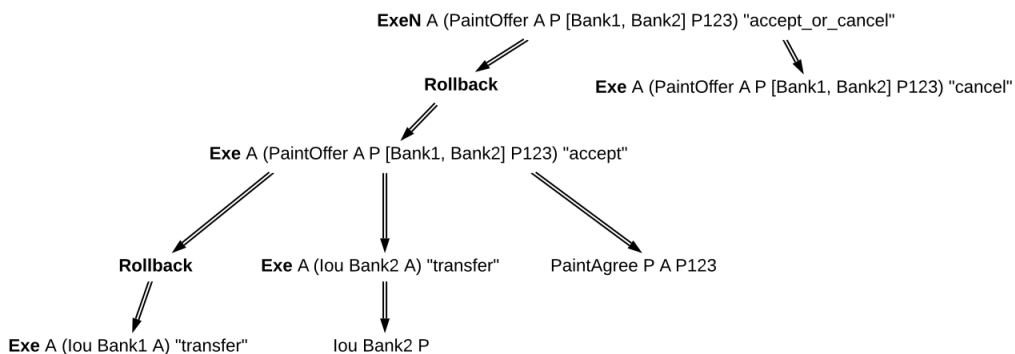 ExeN A (PaintOffer A P [Bank1, Bank2] P123) "accept_or_cancel"
Rollback
Exe A (PaintOffer A P [Bank1, Bank2] P123) "cancel"
Exe A (PaintOffer A P [Bank1, Bank2] P123) "accept"
Rollback
Exe A (Iou Bank2 A) "transfer"
PaintAgree P A P123
Exe A (Iou Bank1 A) "transfer"
Iou Bank2 P